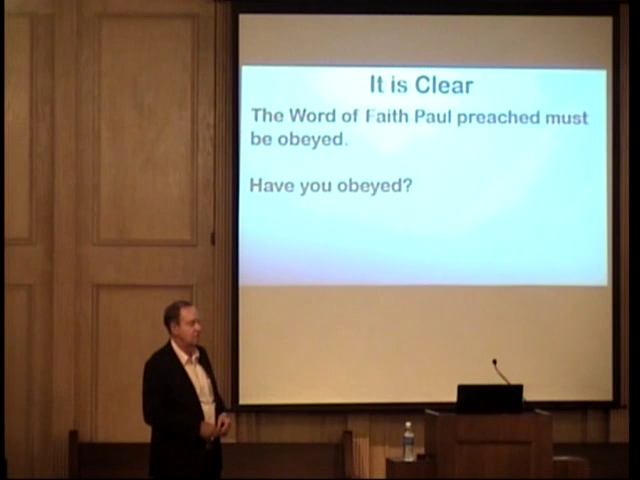 It is Clear
The Word of Faith Paul preached must
be obeyed.
Have you obeyed?